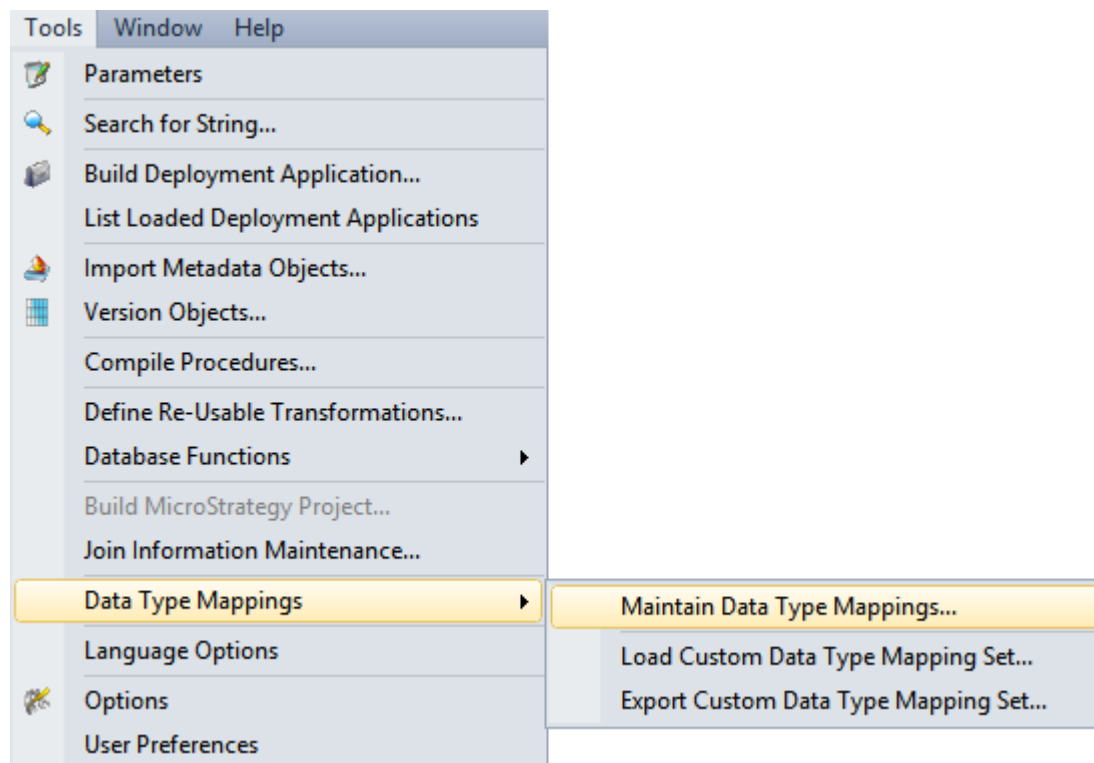 Tools Window Help
Parameters
Search for String...
Build Deployment Application...
List Loaded Deployment Applications
Import Metadata Objects...
Version Objects...
Compile Procedures...
Define Re-Usable Transformations...
Database Functions
Build MicroStrategy Project...
Join Information Maintenance...
Data Type Mappings
Maintain Data Type Mappings...
Language Options
Load Custom Data Type Mapping Set...
Options
Export Custom Data Type Mapping Set...
User Preferences